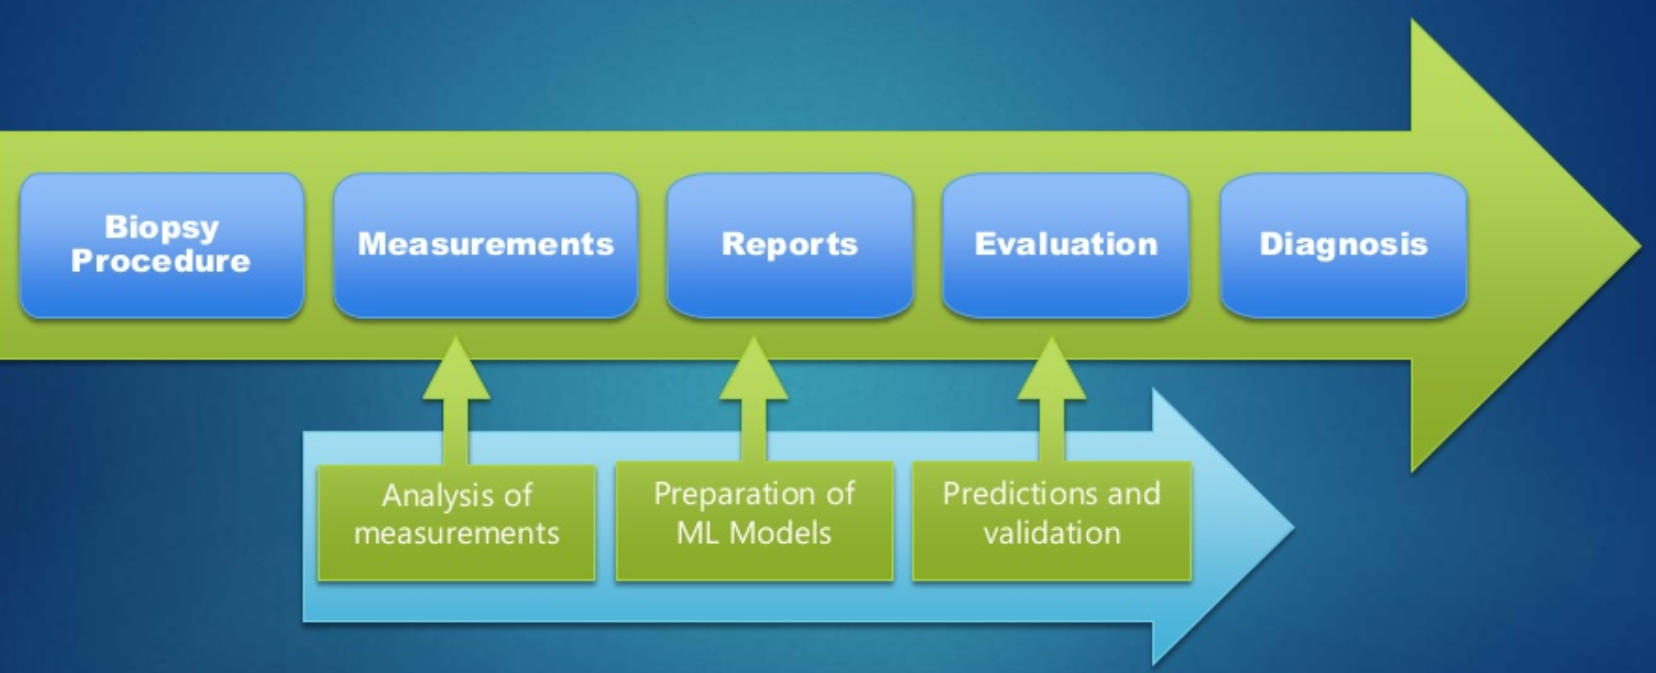 Biopsy
Procedure
Measurements
Reports
Evaluation
Diagnosis
Analysis of
measurements
Preparation of
ML Models
Predictions and
validation